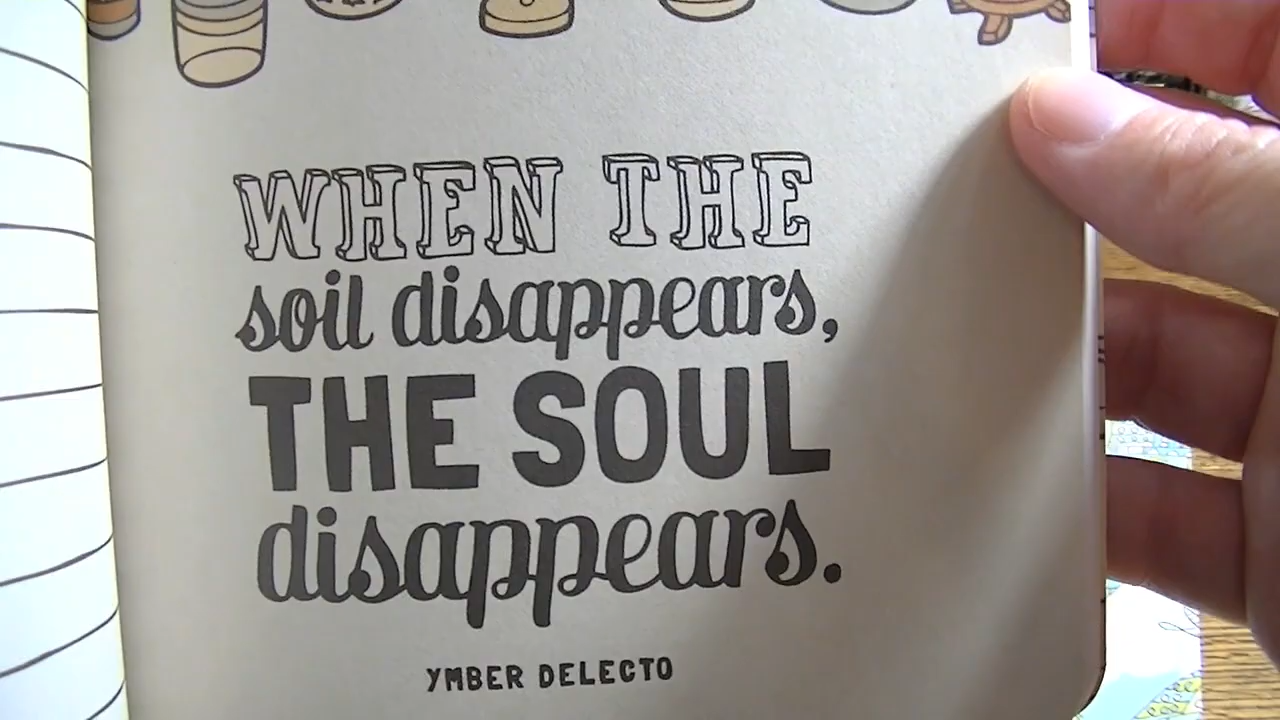 WHEN THE
soil disappears,
THE SOUL
disappears.
YMBER DELECTO